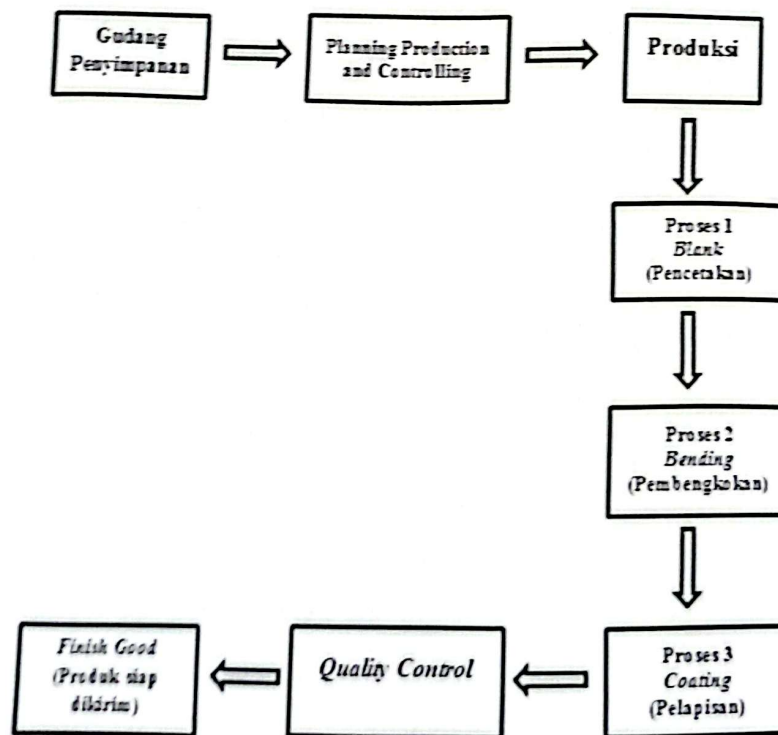 Gudang
Penyimpanan
Planning Production
and Controlling
Produksi
Proses 1
Blank
(Pencetakan)
Proses 2
Bending
(Pembengkokan)
Proses 3
Coating
(Pelapisan)
Quality Control
Finish Good
(Produk siap
dikirim)